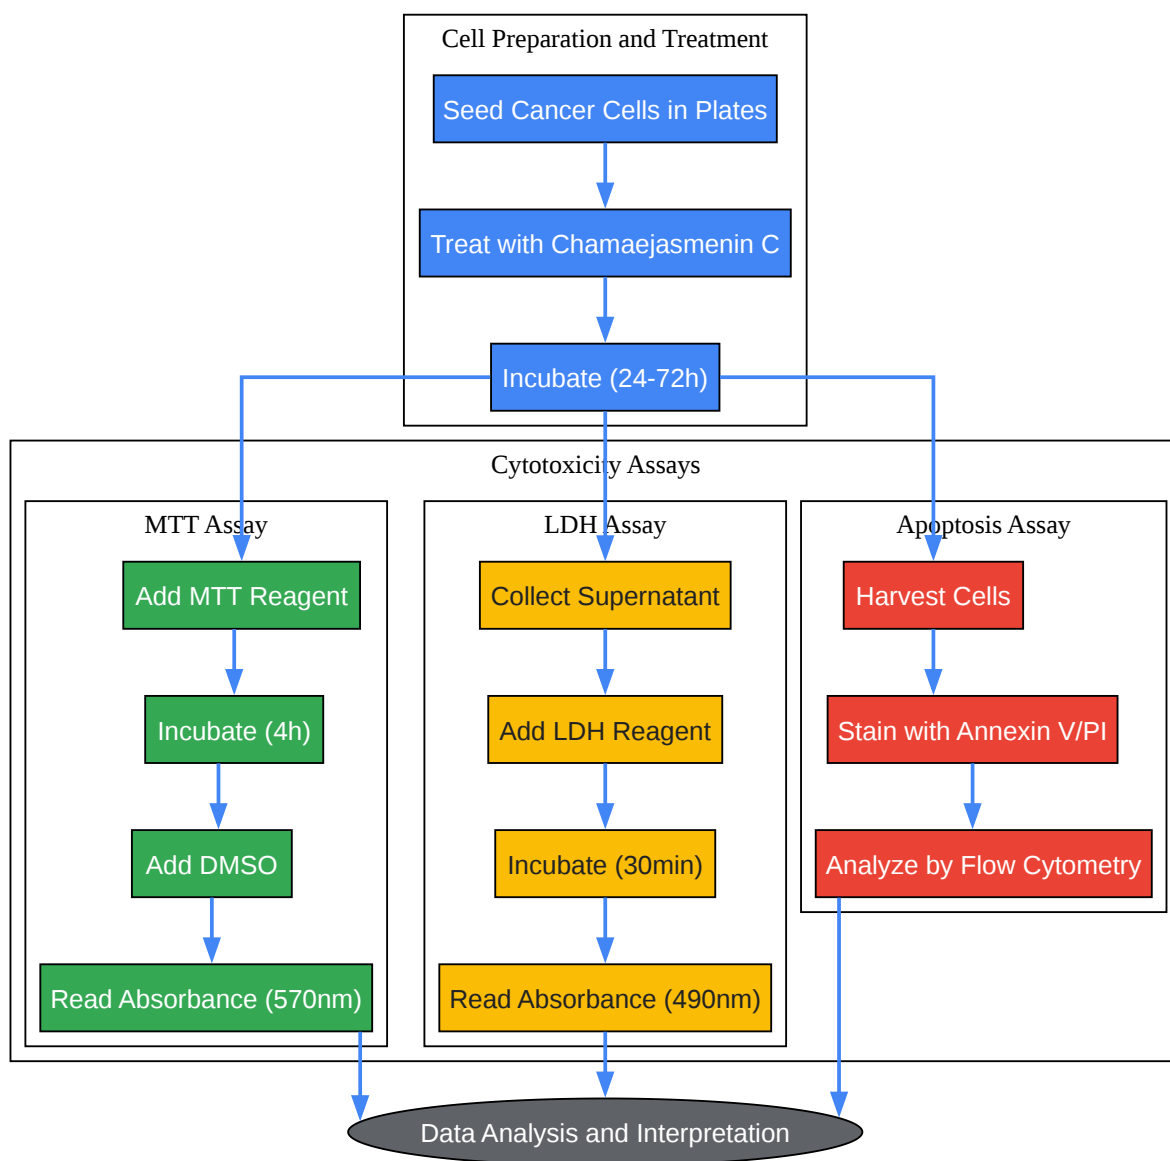 Cell Preparation and Treatment
Seed Cancer Cells in Plates
Treat with Chamaejasmenin C
Incubate (24-72h)
Cytotoxicity Assays
MTT Assay
Add MTT Reagent
Incubate (4h)
Add DMSO
Read Absorbance (570nm)
LDH Assay
Collect Supernatant
Add LDH Reagent
Incubate (30min)
Read Absorbance (490nm)
Apoptosis Assay
Harvest Cells
Stain with Annexin V/PI
Analyze by Flow Cytometry
Data Analysis and Interpretation